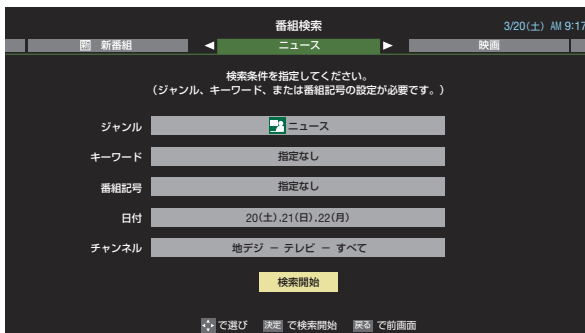 番組検索
3/20(土) AM 9:17
新 新番組
◀ ニュース ▶
映画
検索条件を指定してください。
(ジャンル、キーワード、または番組記号の設定が必要です。)
ジャンル ニュース
キーワード 指定なし
番組記号 指定なし
日付 20(土).21(日).22(月)
チャンネル 地デジ － テレビ － すべて
検索開始
で選び 決定 で検索開始 戻る で前画面